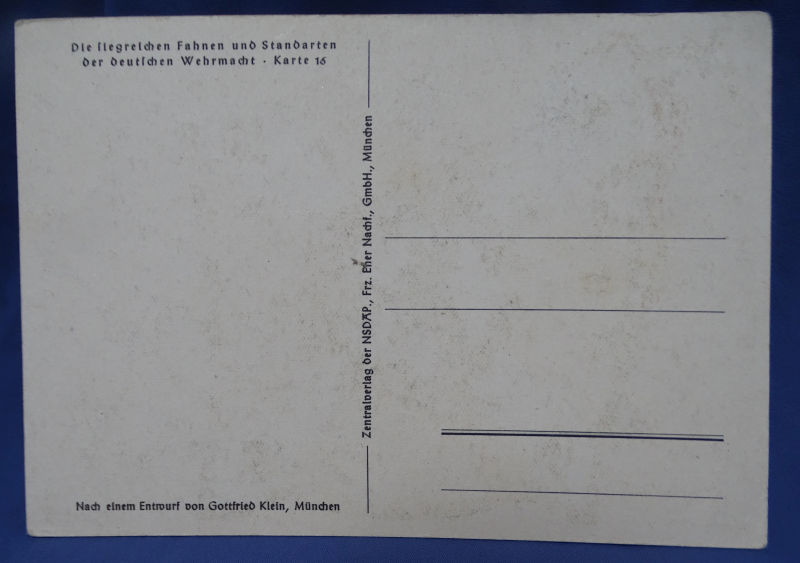 Die siegreichen Fahnen und Standarten
der deutschen Wehrmacht · Karte 16
Zentralverlag der NSDAP., Frz. Eher Nachf., GmbH., München
Nach einem Entwurf von Gottfried Klein, München